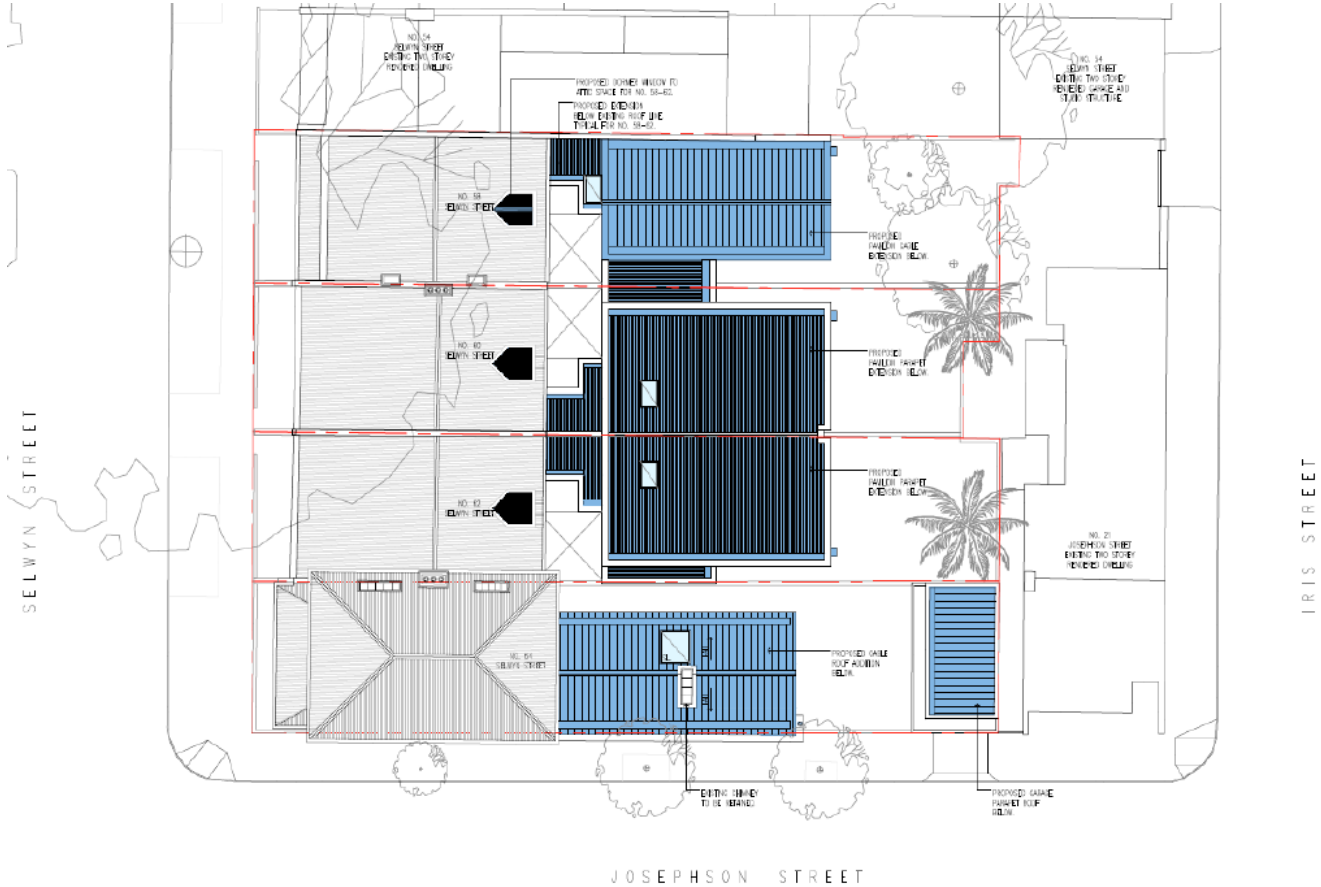 NO. 54
SELWYN STREET
EXISTING TWO STOREY
RENDERED DWELLING
NO. 54
SELWYN STREET
EXISTING TWO STOREY
RENDERED GARAGE AND
STUDIO STRUCTURE
PROPOSED DORMER WINDOW TO
ATTIC SPACE FOR NO. 58-62.
PROPOSED EXTENSION
BELOW EXISTING ROOF LINE
TYPICAL FOR NO. 58-62.
NO. 58
SELWYN STREET
PROPOSED
PAVILION GABLE
EXTENSION BELOW.
NO. 60
SELWYN STREET
PROPOSED
PAVILION PARAPET
EXTENSION BELOW.
NO. 62
SELWYN STREET
PROPOSED
PAVILION PARAPET
EXTENSION BELOW.
NO. 21
JOSEPHSON STREET
EXISTING TWO STOREY
RENDERED DWELLING
SELWYN STREET
IRIS STREET
NO. 64
SELWYN STREET
PROPOSED GABLE
ROOF ADDITION
BELOW.
EXISTING CHIMNEY
TO BE RETAINED.
PROPOSED GARAGE
PARAPET ROOF
BELOW.
JOSEPHSON STREET